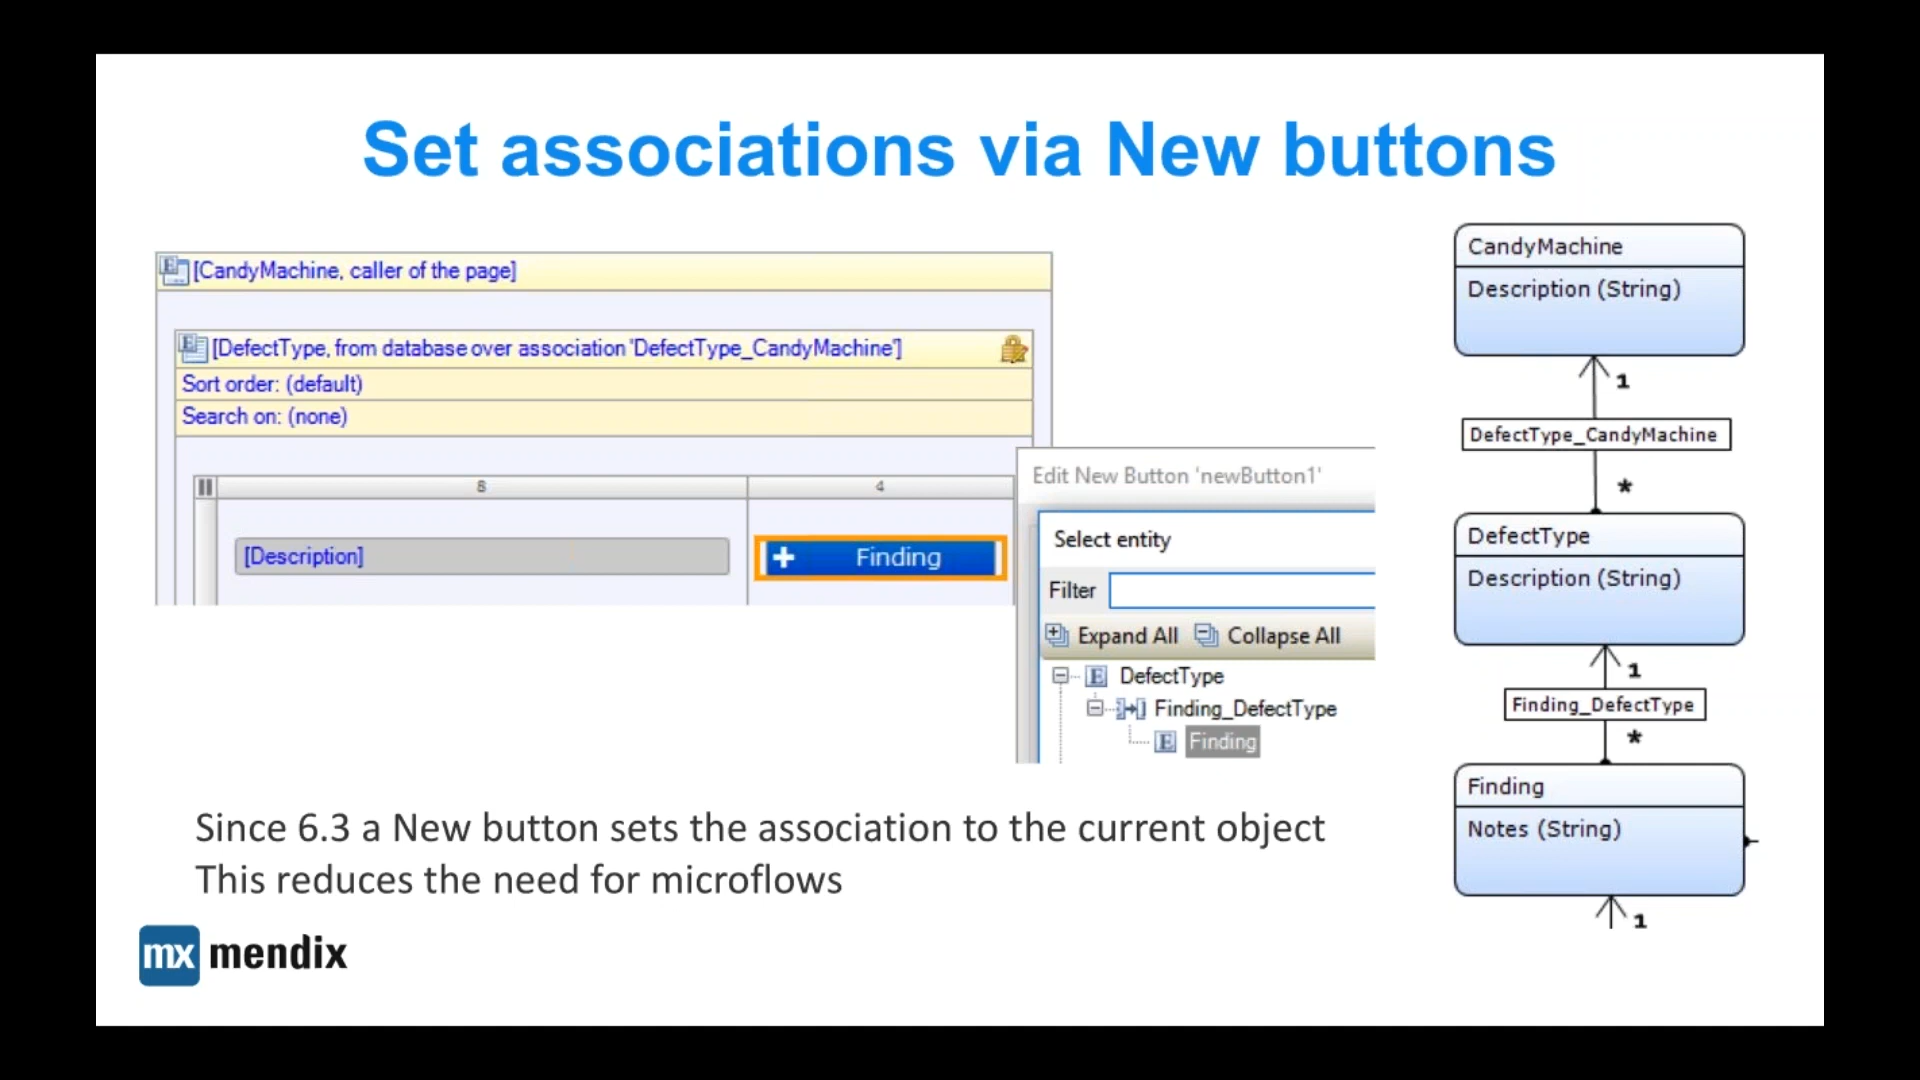 Set associations via New buttons
[CandyMachine, caller of the page]
[DefectType, from database over association 'DefectType_CandyMachine']
Sort order: (default)
Search on: (none)
8
4
[Description]
Finding
Edit New Button 'newButton1'
Select entity
Filter
Expand All
Collapse All
DefectType
Finding_DefectType
Finding
CandyMachine
Description (String)
1
DefectType_CandyMachine
*
DefectType
Description (String)
1
Finding_DefectType
*
Finding
Notes (String)
1
Since 6.3 a New button sets the association to the current object
This reduces the need for microflows
mx mendix